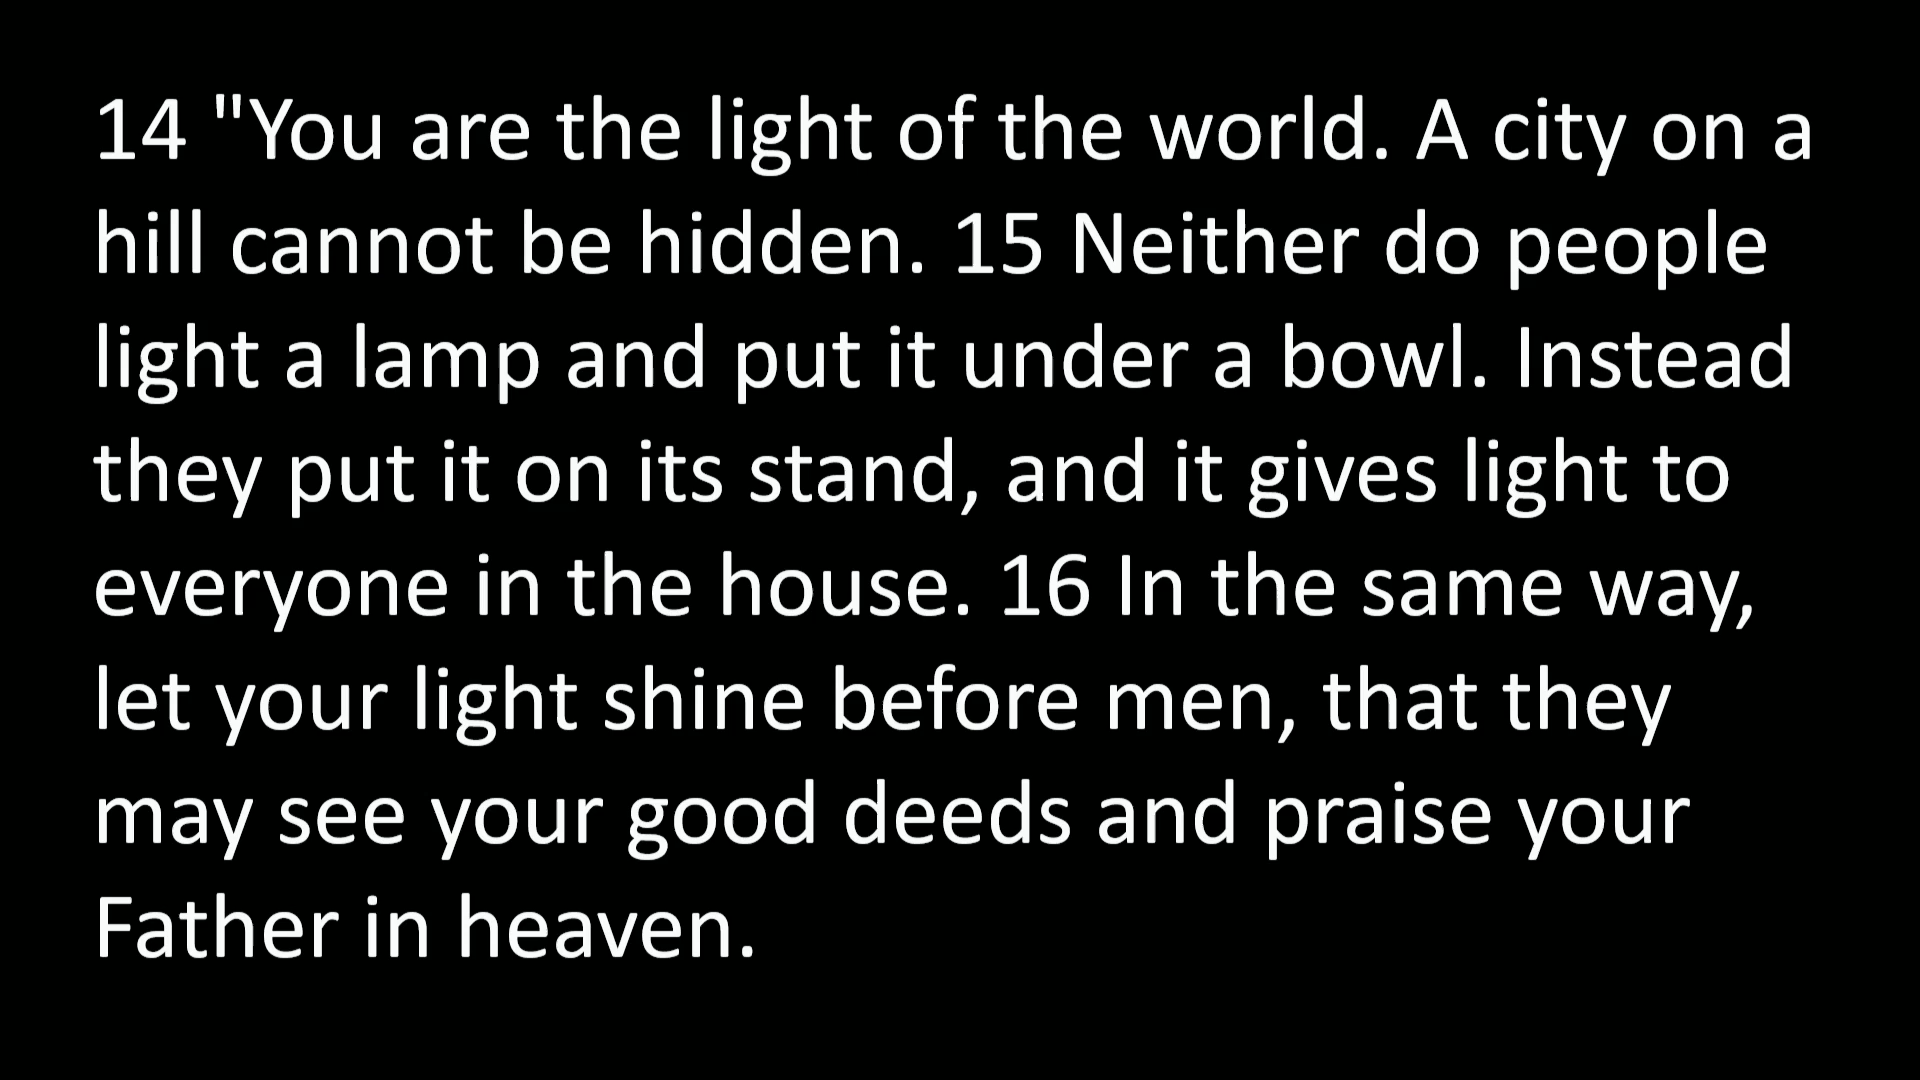 14 "You are the light of the world. A city on a
hill cannot be hidden. 15 Neither do people
light a lamp and put it under a bowl. Instead
they put it on its stand, and it gives light to
everyone in the house. 16 In the same way,
let your light shine before men, that they
may see your good deeds and praise your
Father in heaven.